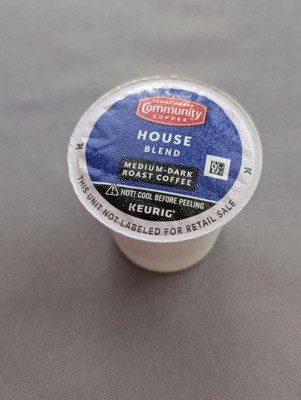 Community
COFFEE
HOUSE
BLEND
MEDIUM-DARK
ROAST COFFEE
HOT! COOL BEFORE PEELING
KEURIG®
THIS UNIT NOT LABELED FOR RETAIL SALE
K
K